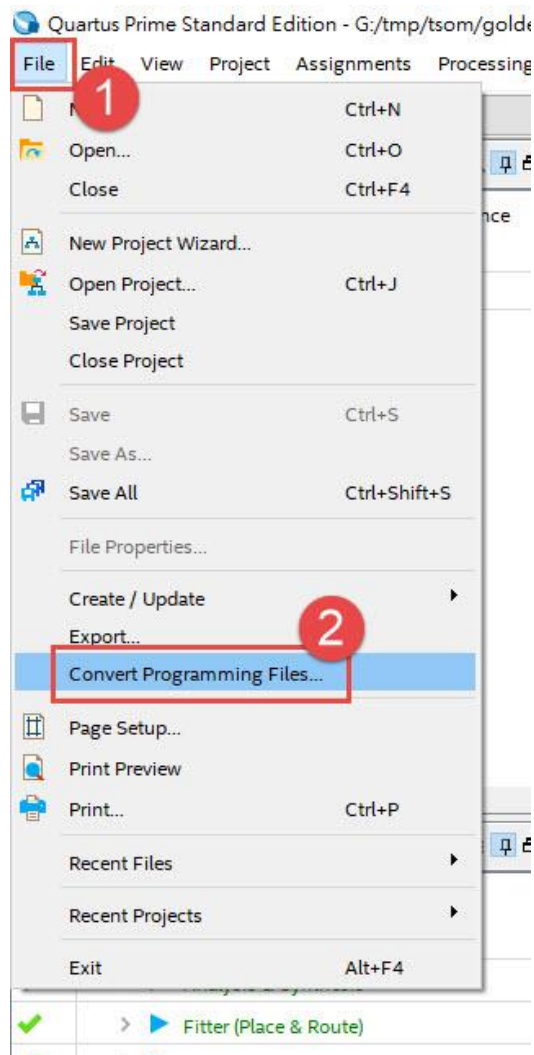 Quartus Prime Standard Edition - G:/tmp/tsom/golde
File Edit View Project Assignments Processing
1
Ctrl+N
Open... Ctrl+O
Close Ctrl+F4
nce
New Project Wizard...
Open Project... Ctrl+J
Save Project
Close Project
Save Ctrl+S
Save As...
Save All Ctrl+Shift+S
File Properties...
Create / Update
2
Export...
Convert Programming Files...
Page Setup...
Print Preview
Print... Ctrl+P
Recent Files
Recent Projects
Exit Alt+F4
Fitter (Place & Route)